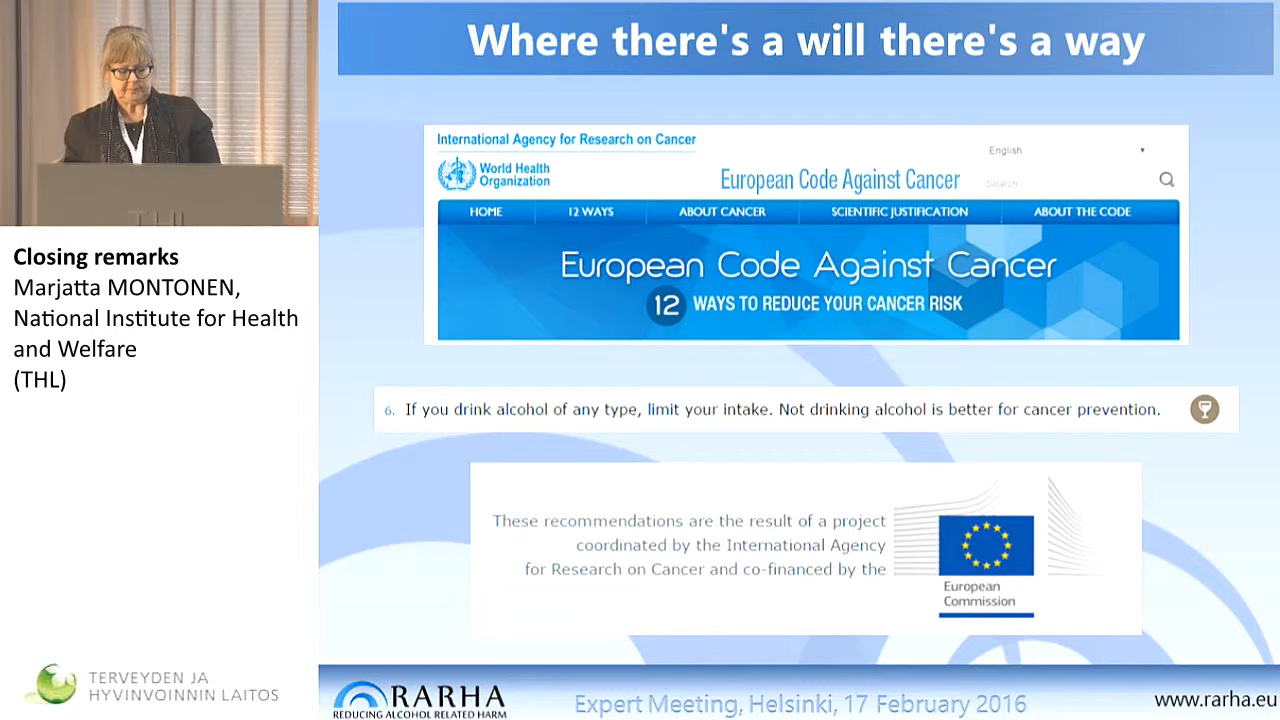 Where there's a will there's a way
International Agency for Research on Cancer
World Health
Organization
English
European Code Against Cancer
Search
HOME
12 WAYS
ABOUT CANCER
SCIENTIFIC JUSTIFICATION
ABOUT THE CODE
European Code Against Cancer
12 WAYS TO REDUCE YOUR CANCER RISK
THL
Closing remarks
Marjatta MONTONEN,
National Institute for Health
and Welfare
(THL)
6. If you drink alcohol of any type, limit your intake. Not drinking alcohol is better for cancer prevention.
These recommendations are the result of a project
coordinated by the International Agency
for Research on Cancer and co-financed by the
European
Commission
TERVEYDEN JA
HYVINVOINNIN LAITOS
RARHA
REDUCING ALCOHOL RELATED HARM
Expert Meeting, Helsinki, 17 February 2016
www.rarha.eu